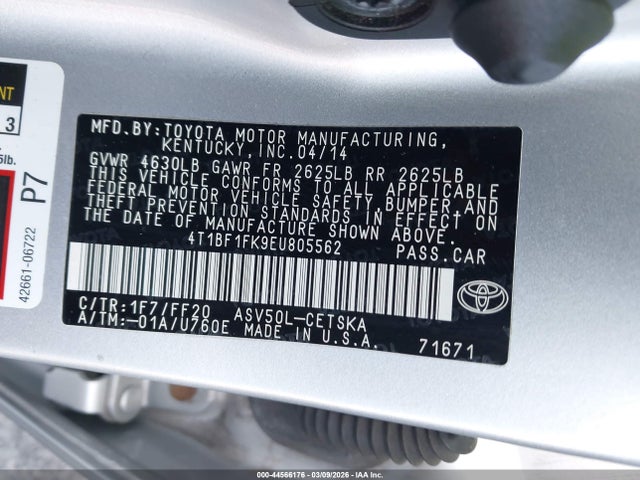 MFD.BY:TOYOTA MOTOR MANUFACTURING,
KENTUCKY, INC.04/14
GVWR 4630LB GAWR FR 2625LB RR 2625LB
THIS VEHICLE CONFORMS TO ALL APPLICABLE
FEDERAL MOTOR VEHICLE SAFETY, BUMPER, AND
THEFT PREVENTION STANDARDS IN EFFECT ON
THE DATE OF MANUFACTURE SHOWN ABOVE.
4T1BF1FK9EU805562 PASS.CAR
C/TR:1F7/FF20 ASV50L-CETSKA
A/TM:-01A/U760E MADE IN U.S.A. 71671
3
lb.
P7
42661-06722
000-44566176 | 03/09/2026 - IAA Inc.